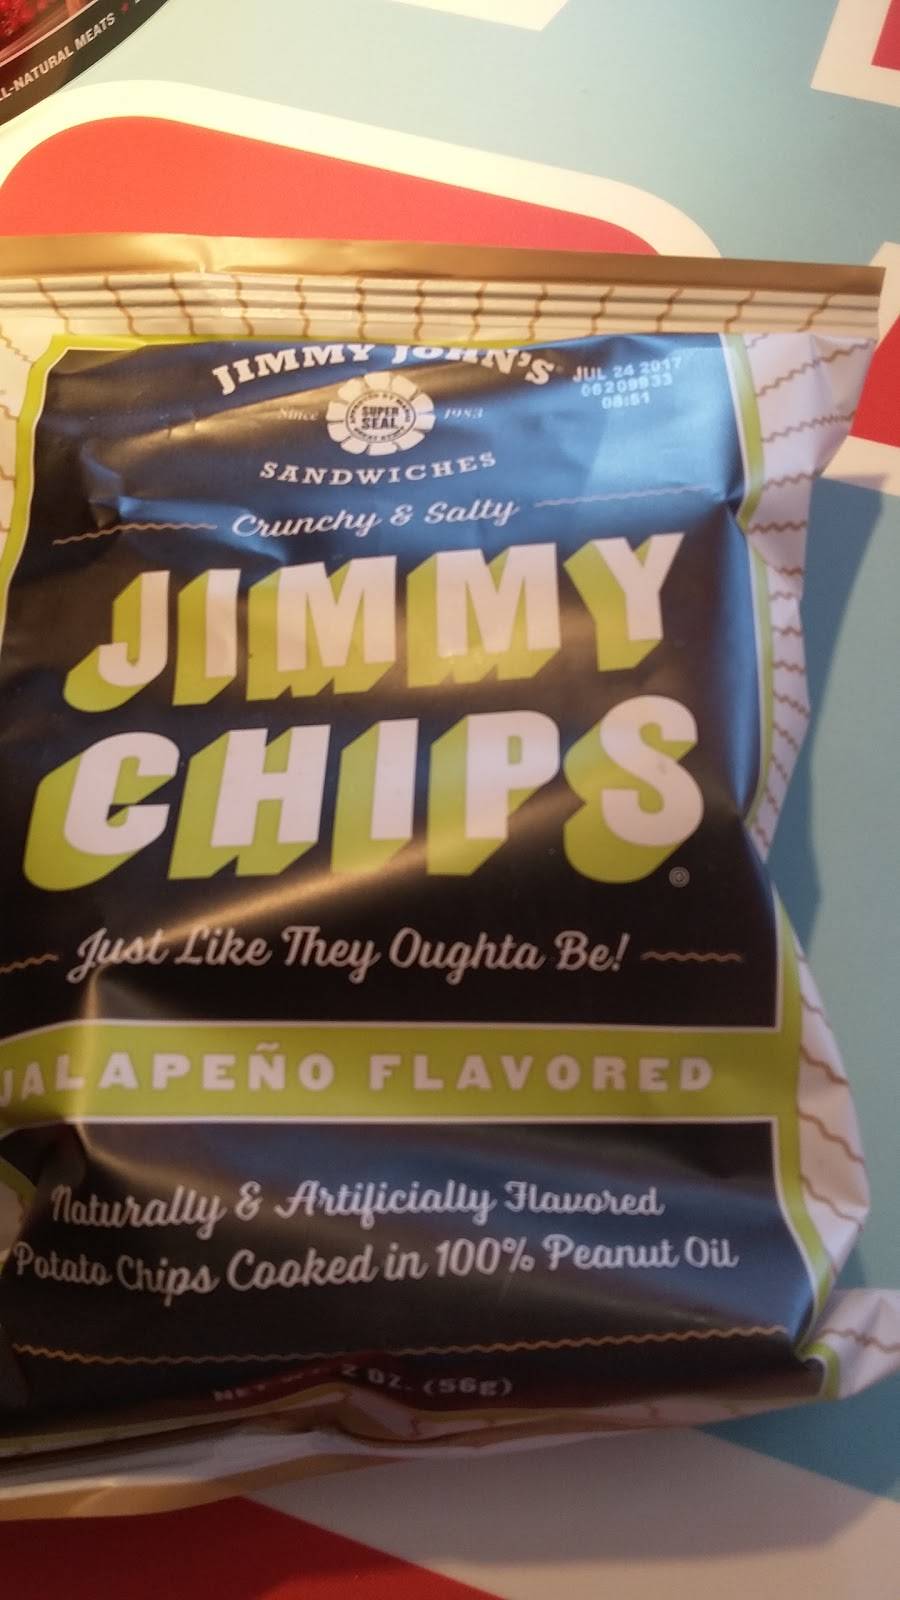 LL-NATURAL MEATS
JIMMY JOHN'S
JUL 24 2017
06209933
08:51
Since
SUPER
SEAL
1983
SANDWICHES
Crunchy & Salty
JIMMY
CHIPS
®
Just Like They Oughta Be!
JALAPEÑO FLAVORED
Naturally & Artificially Flavored
Potato Chips Cooked in 100% Peanut Oil
NET 2 OZ. (56g)